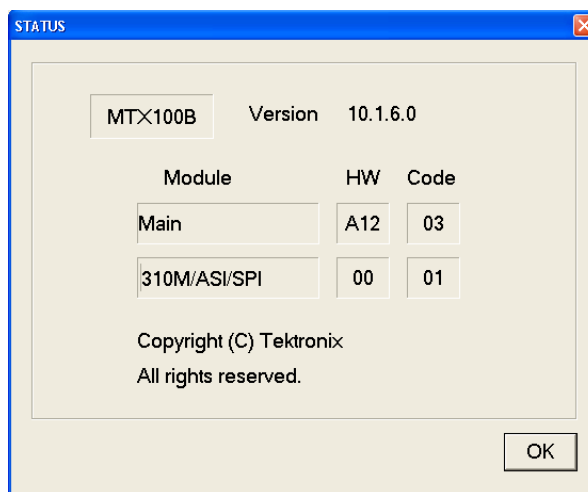 STATUS
MTX100B Version 10.1.6.0
Module HW Code
Main A12 03
310M/ASI/SPI 00 01
Copyright (C) Tektronix
All rights reserved.
OK